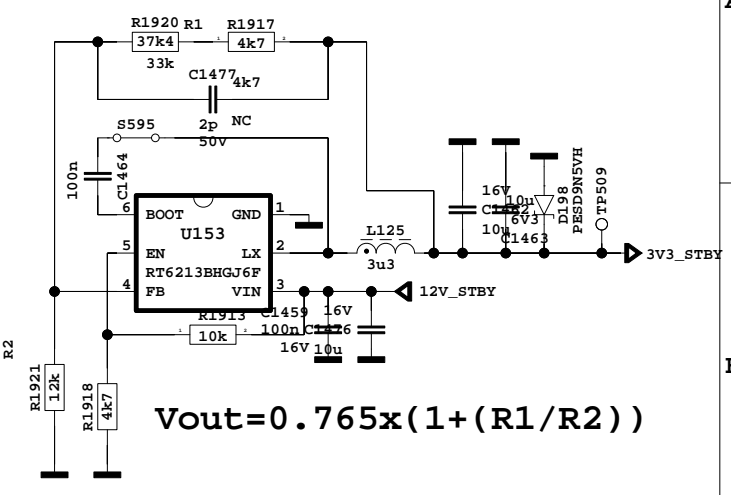 R1920 R1 R1917
37k4 4k7
33k
C1477 4k7
2p NC
50V
S595
100n
C1464
6 BOOT GND 1
U153
5 EN LX 2
RT6213BHGJ6F
4 FB VIN 3
L125
3u3
16V
10u
C1462
6V3
10u
C1463
D198
PESD9N5VH
TP509
3V3_STBY
12V_STBY
R1913
1 10k 2
C1459 16V
100n C1476
16V 10u
R2
R1921
12k
R1918
4k7
Vout=0.765x(1+(R1/R2))